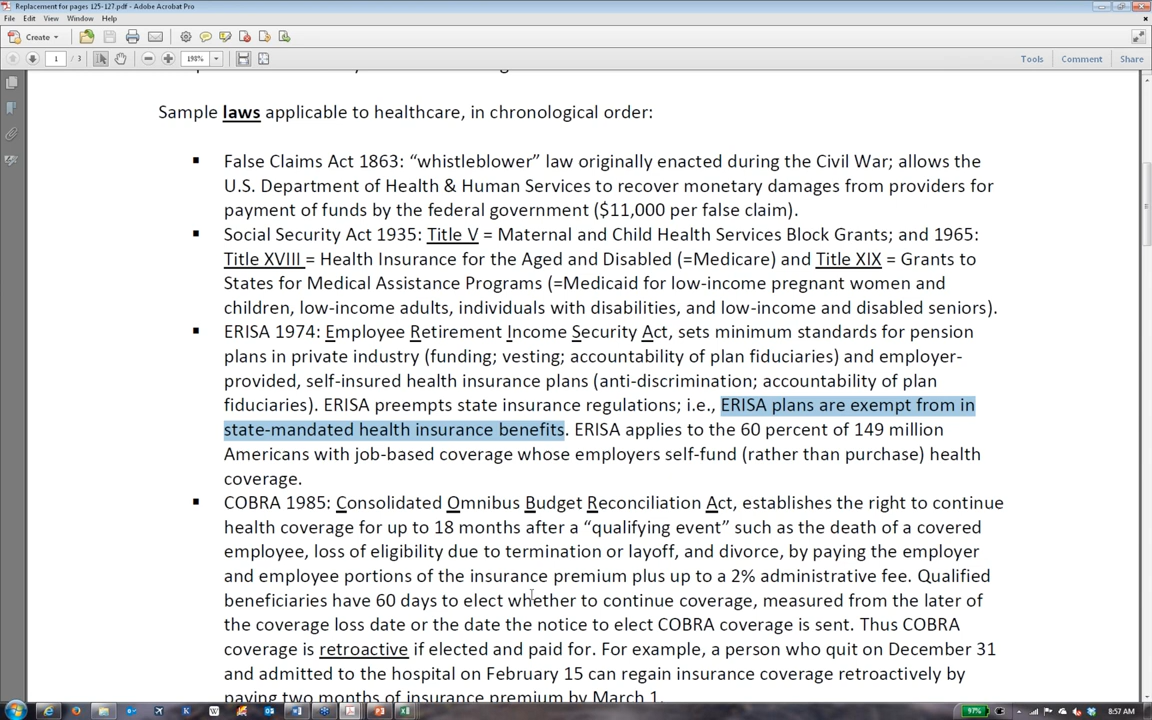 Replacement for pages 125-127.pdf - Adobe Acrobat Pro
File Edit View Window Help
Create
1 / 3
198%
Tools Comment Share
Sample laws applicable to healthcare, in chronological order:
▪ False Claims Act 1863: “whistleblower” law originally enacted during the Civil War; allows the
U.S. Department of Health & Human Services to recover monetary damages from providers for
payment of funds by the federal government ($11,000 per false claim).
▪ Social Security Act 1935: Title V = Maternal and Child Health Services Block Grants; and 1965:
Title XVIII = Health Insurance for the Aged and Disabled (=Medicare) and Title XIX = Grants to
States for Medical Assistance Programs (=Medicaid for low-income pregnant women and
children, low-income adults, individuals with disabilities, and low-income and disabled seniors).
▪ ERISA 1974: Employee Retirement Income Security Act, sets minimum standards for pension
plans in private industry (funding; vesting; accountability of plan fiduciaries) and employer-
provided, self-insured health insurance plans (anti-discrimination; accountability of plan
fiduciaries). ERISA preempts state insurance regulations; i.e., ERISA plans are exempt from in
state-mandated health insurance benefits. ERISA applies to the 60 percent of 149 million
Americans with job-based coverage whose employers self-fund (rather than purchase) health
coverage.
▪ COBRA 1985: Consolidated Omnibus Budget Reconciliation Act, establishes the right to continue
health coverage for up to 18 months after a “qualifying event” such as the death of a covered
employee, loss of eligibility due to termination or layoff, and divorce, by paying the employer
and employee portions of the insurance premium plus up to a 2% administrative fee. Qualified
beneficiaries have 60 days to elect whether to continue coverage, measured from the later of
the coverage loss date or the date the notice to elect COBRA coverage is sent. Thus COBRA
coverage is retroactive if elected and paid for. For example, a person who quit on December 31
and admitted to the hospital on February 15 can regain insurance coverage retroactively by
paying two months of insurance premium by March 1.
97% 8:57 AM